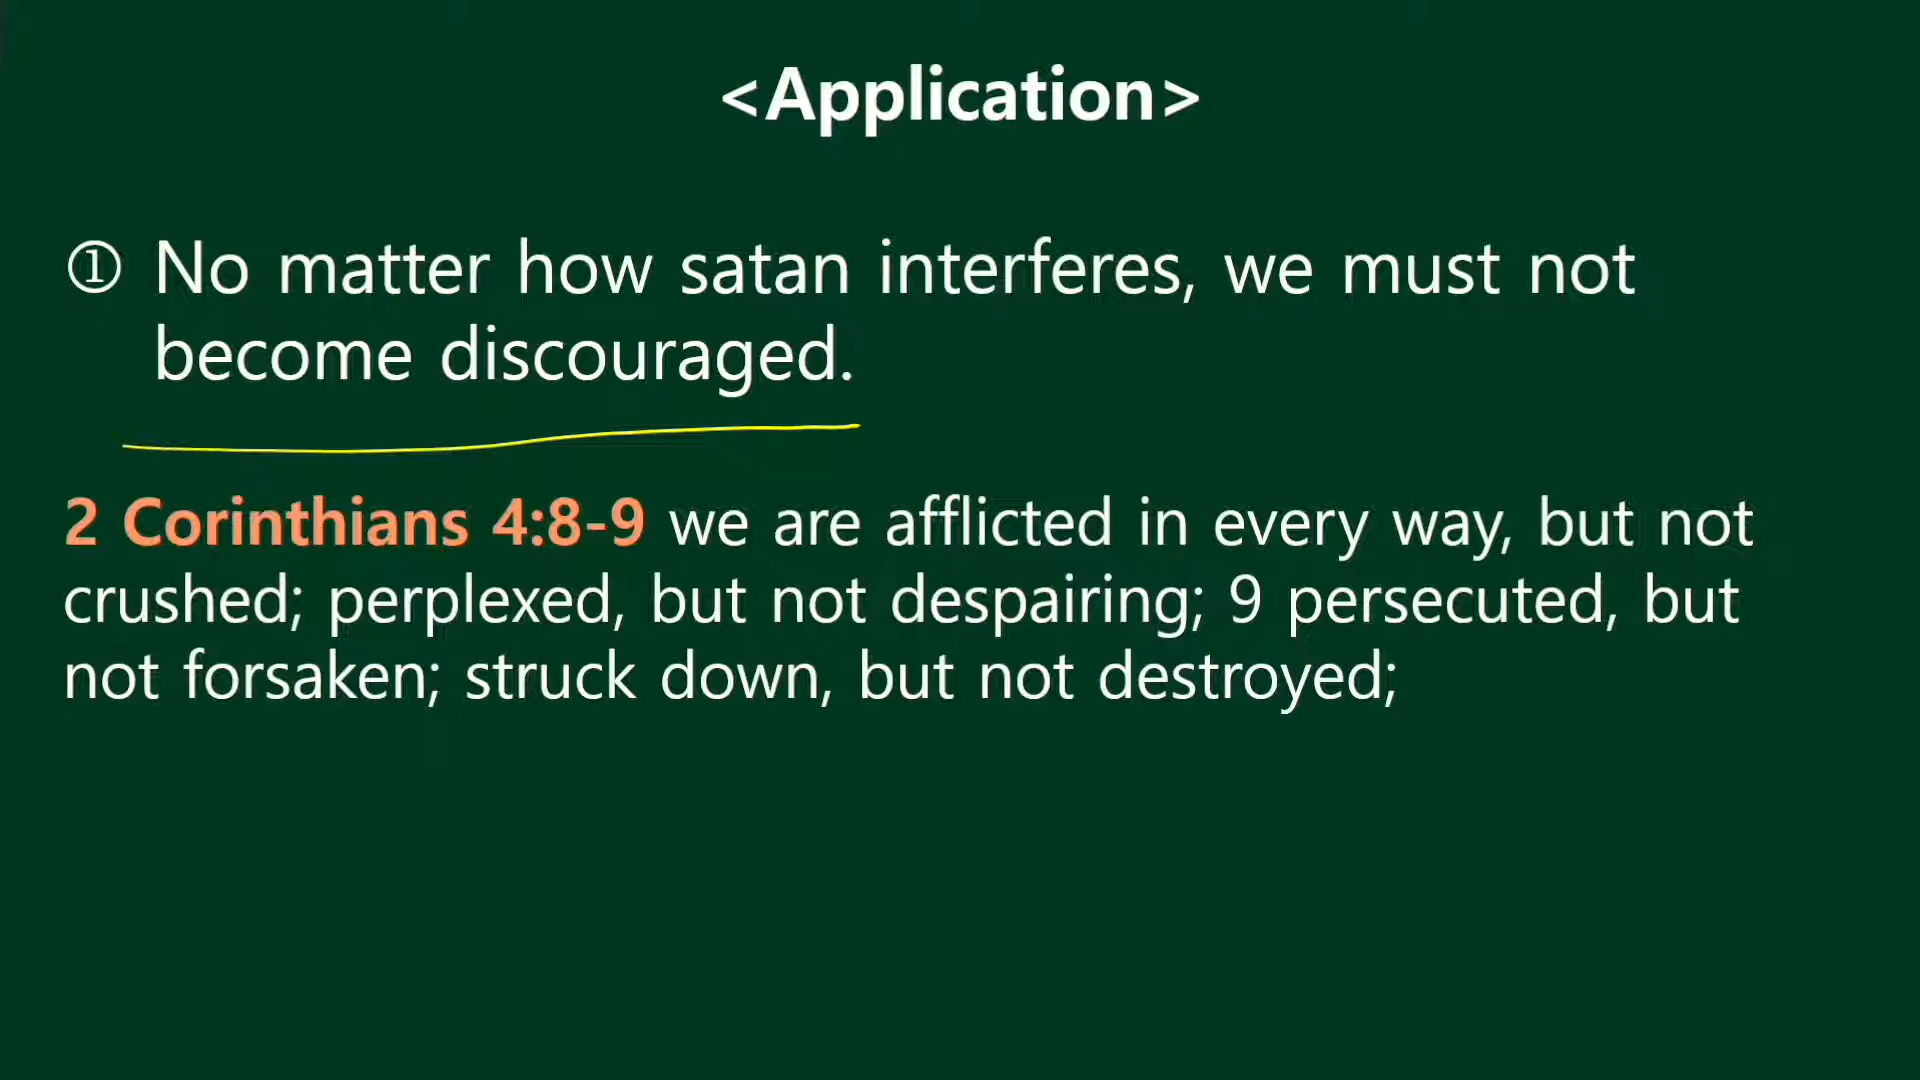 <Application>
① No matter how satan interferes, we must not
become discouraged.
2 Corinthians 4:8-9 we are afflicted in every way, but not
crushed; perplexed, but not despairing; 9 persecuted, but
not forsaken; struck down, but not destroyed;